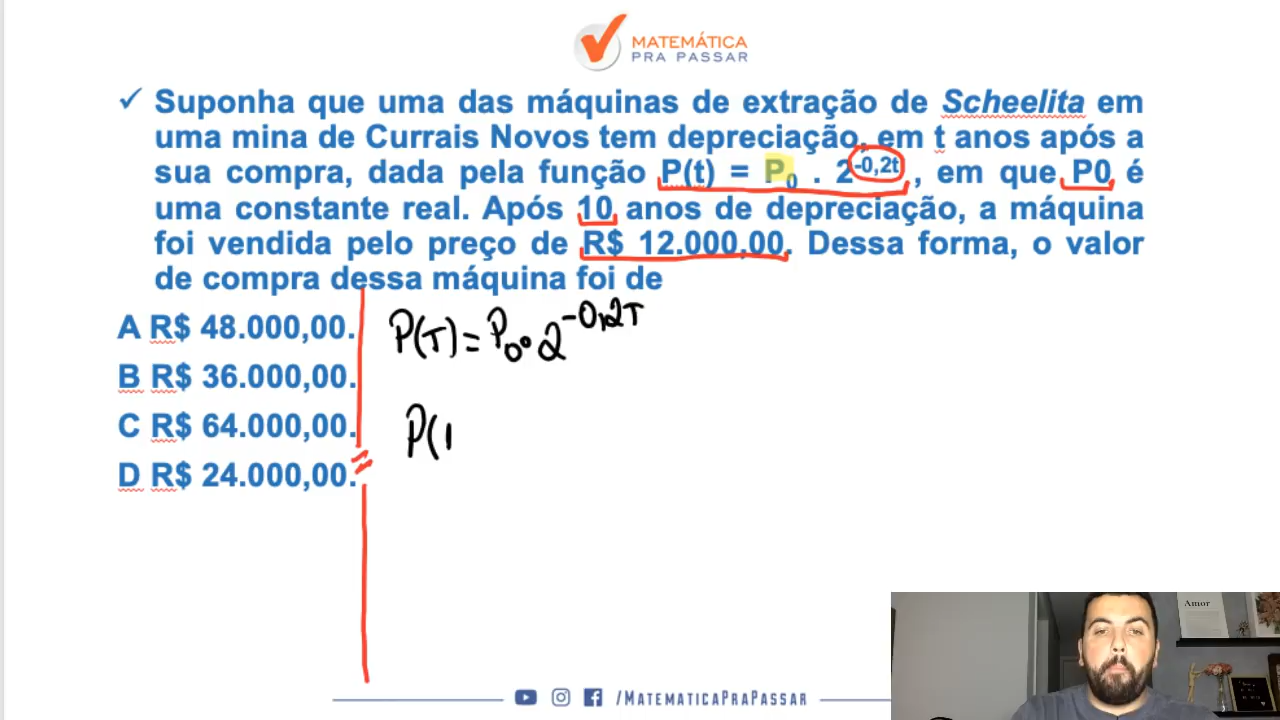 MATEMÁTICA
PRA PASSAR
✓ Suponha que uma das máquinas de extração de Scheelita em
uma mina de Currais Novos tem depreciação, em t anos após a
sua compra, dada pela função P(t) = P₀ . 2^-0,2t , em que P0 é
uma constante real. Após 10 anos de depreciação, a máquina
foi vendida pelo preço de R$ 12.000,00. Dessa forma, o valor
de compra dessa máquina foi de
A R$ 48.000,00.
B R$ 36.000,00.
C R$ 64.000,00.
D R$ 24.000,00.
P(T)=P₀.2^-0,2T
P(1
Amor
/MATEMATICAPRAPASSAR